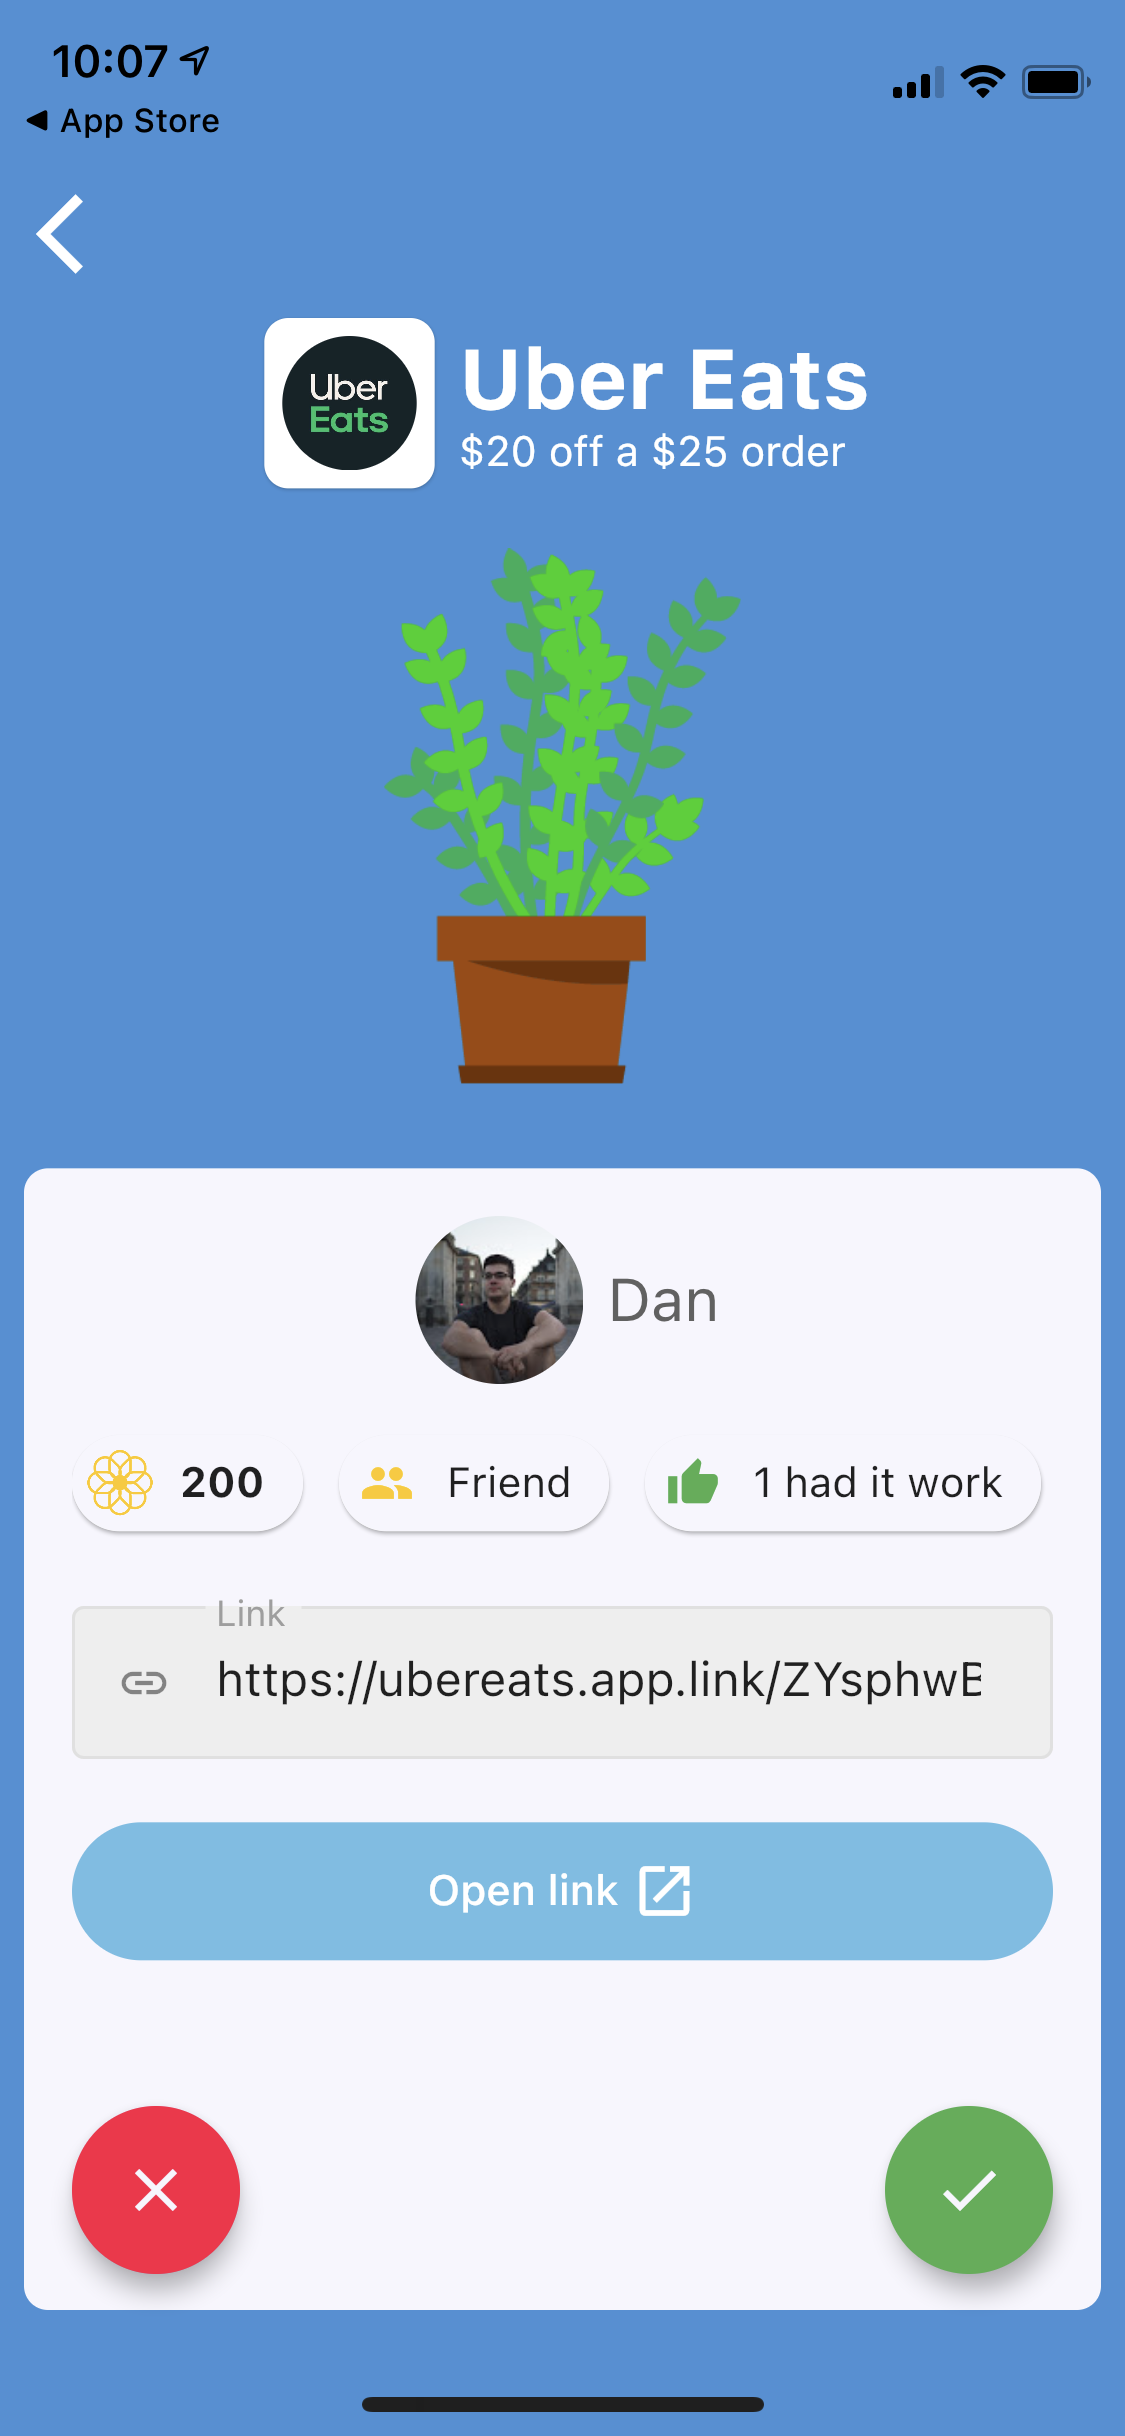 10:07
App Store
Uber
Eats
Uber Eats
$20 off a $25 order
Dan
200
Friend
1 had it work
Link
https://ubereats.app.link/ZYsphwB
Open link